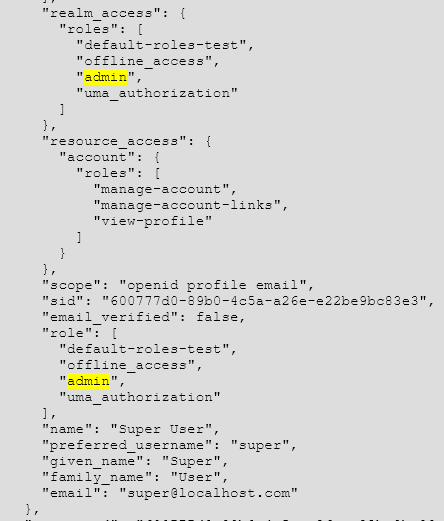 "realm_access": {
"roles": [
"default-roles-test",
"offline_access",
"admin",
"uma_authorization"
]
},
"resource_access": {
"account": {
"roles": [
"manage-account",
"manage-account-links",
"view-profile"
]
}
},
"scope": "openid profile email",
"sid": "600777d0-89b0-4c5a-a26e-e22be9bc83e3",
"email_verified": false,
"role": [
"default-roles-test",
"offline_access",
"admin",
"uma_authorization"
],
"name": "Super User",
"preferred_username": "super",
"given_name": "Super",
"family_name": "User",
"email": "super@localhost.com"
},